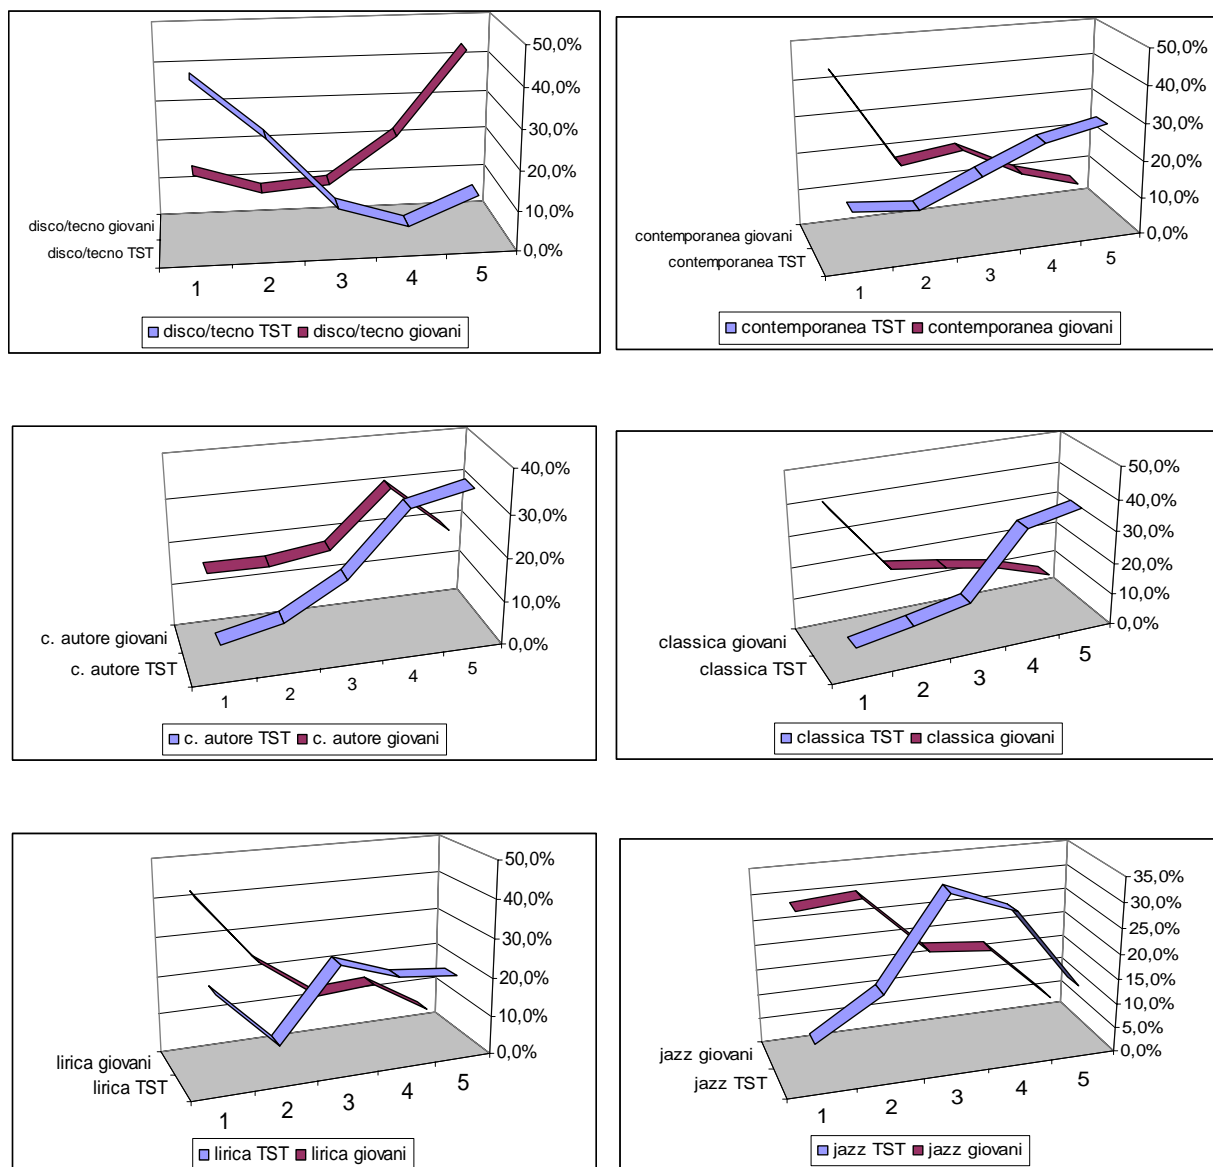 50,0%
40,0%
30,0%
20,0%
10,0%
0,0%
disco/tecno giovani
disco/tecno TST
1 2 3 4 5
disco/tecno TST disco/tecno giovani
50,0%
40,0%
30,0%
20,0%
10,0%
0,0%
contemporanea giovani
contemporanea TST
1 2 3 4 5
contemporanea TST contemporanea giovani
40,0%
30,0%
20,0%
10,0%
0,0%
c. autore giovani
c. autore TST
1 2 3 4 5
c. autore TST c. autore giovani
50,0%
40,0%
30,0%
20,0%
10,0%
0,0%
classica giovani
classica TST
1 2 3 4 5
classica TST classica giovani
50,0%
40,0%
30,0%
20,0%
10,0%
0,0%
lirica giovani
lirica TST
1 2 3 4 5
lirica TST lirica giovani
35,0%
30,0%
25,0%
20,0%
15,0%
10,0%
5,0%
0,0%
jazz giovani
jazz TST
1 2 3 4 5
jazz TST jazz giovani